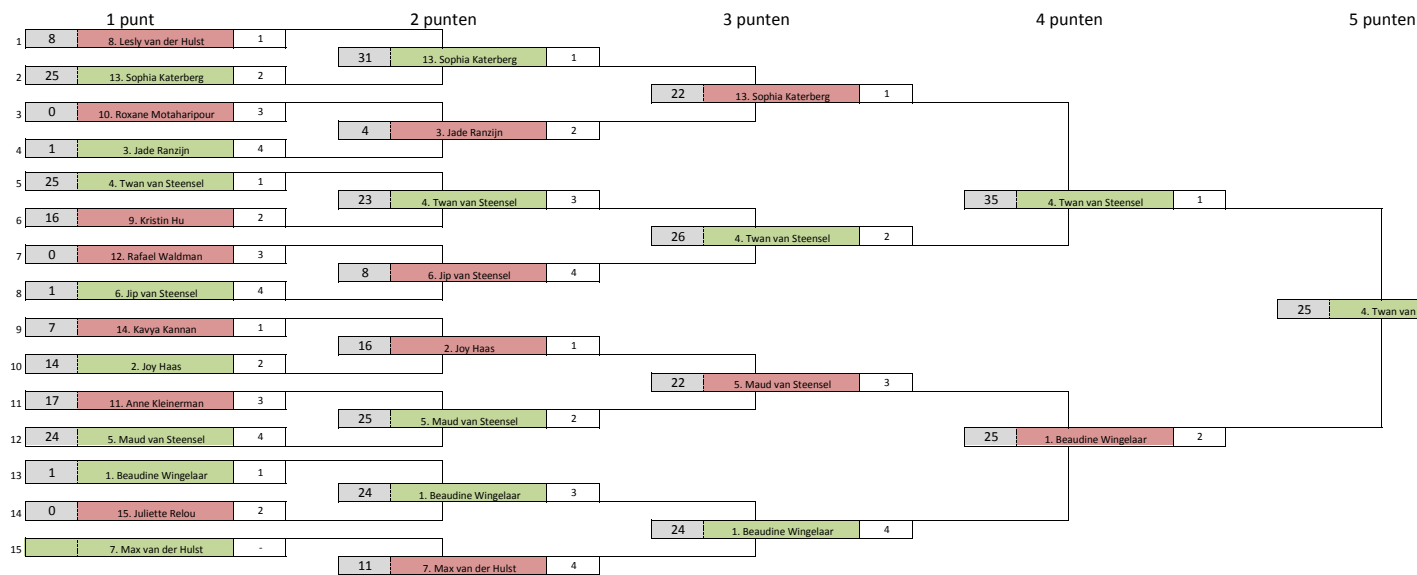 1 punt 2 punten 3 punten 4 punten 5 punten
1 8 8. Lesly van der Hulst 1
31 13. Sophia Katerberg 1
2 25 13. Sophia Katerberg 2
22 13. Sophia Katerberg 1
3 0 10. Roxane Motaharipour 3
4 3. Jade Ranzijn 2
4 1 3. Jade Ranzijn 4
5 25 4. Twan van Steensel 1
23 4. Twan van Steensel 3
35 4. Twan van Steensel 1
6 16 9. Kristin Hu 2
26 4. Twan van Steensel 2
7 0 12. Rafael Waldman 3
8 6. Jip van Steensel 4
8 1 6. Jip van Steensel 4
25 4. Twan van
9 7 14. Kavya Kannan 1
16 2. Joy Haas 1
10 14 2. Joy Haas 2
22 5. Maud van Steensel 3
11 17 11. Anne Kleinerman 3
25 5. Maud van Steensel 2
12 24 5. Maud van Steensel 4
25 1. Beaudine Wingelaar 2
13 1 1. Beaudine Wingelaar 1
24 1. Beaudine Wingelaar 3
14 0 15. Juliette Relou 2
24 1. Beaudine Wingelaar 4
15 7. Max van der Hulst -
11 7. Max van der Hulst 4